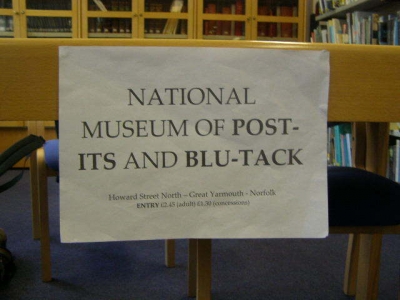 NATIONAL
MUSEUM OF POST-
ITS AND BLU-TACK
Howard Street North – Great Yarmouth - Norfolk
ENTRY £2.45 (adult) £1.30 (concessions)